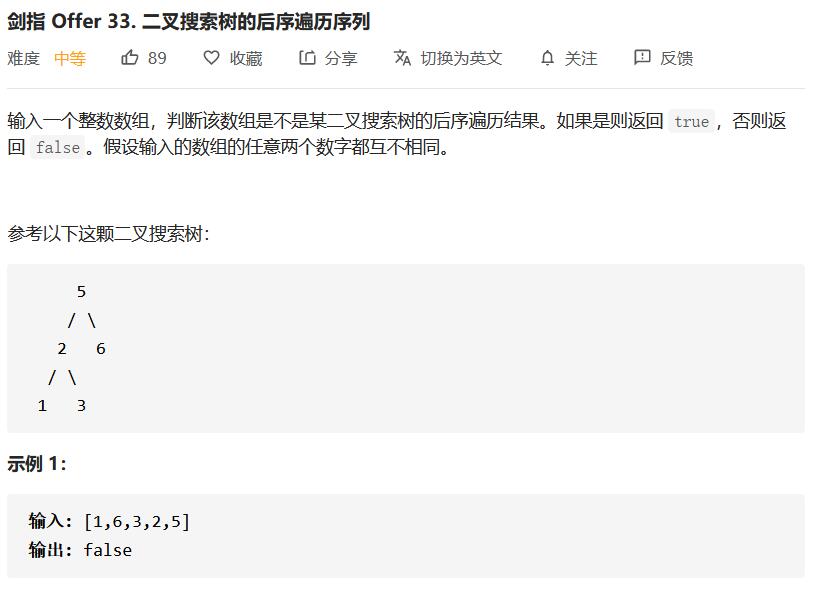 剑指 Offer 33. 二叉搜索树的后序遍历序列
难度 中等 89 收藏 分享 切换为英文 关注 反馈
输入一个整数数组，判断该数组是不是某二叉搜索树的后序遍历结果。如果是则返回 true，否则返
回 false。假设输入的数组的任意两个数字都互不相同。
参考以下这颗二叉搜索树：
5
/ \
2 6
/ \
1 3
示例 1：
输入: [1,6,3,2,5]
输出: false